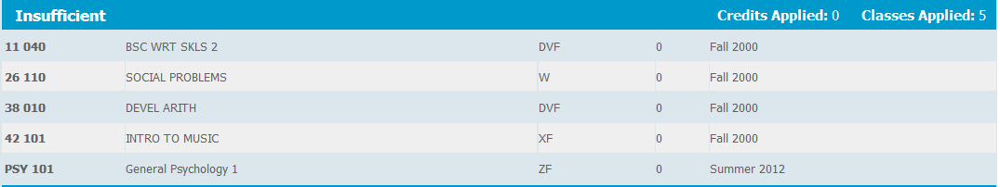 Insufficient Credits Applied: 0 Classes Applied: 5
11 040 BSC WRT SKLS 2 DVF 0 Fall 2000
26 110 SOCIAL PROBLEMS W 0 Fall 2000
38 010 DEVEL ARITH DVF 0 Fall 2000
42 101 INTRO TO MUSIC XF 0 Fall 2000
PSY 101 General Psychology 1 ZF 0 Summer 2012